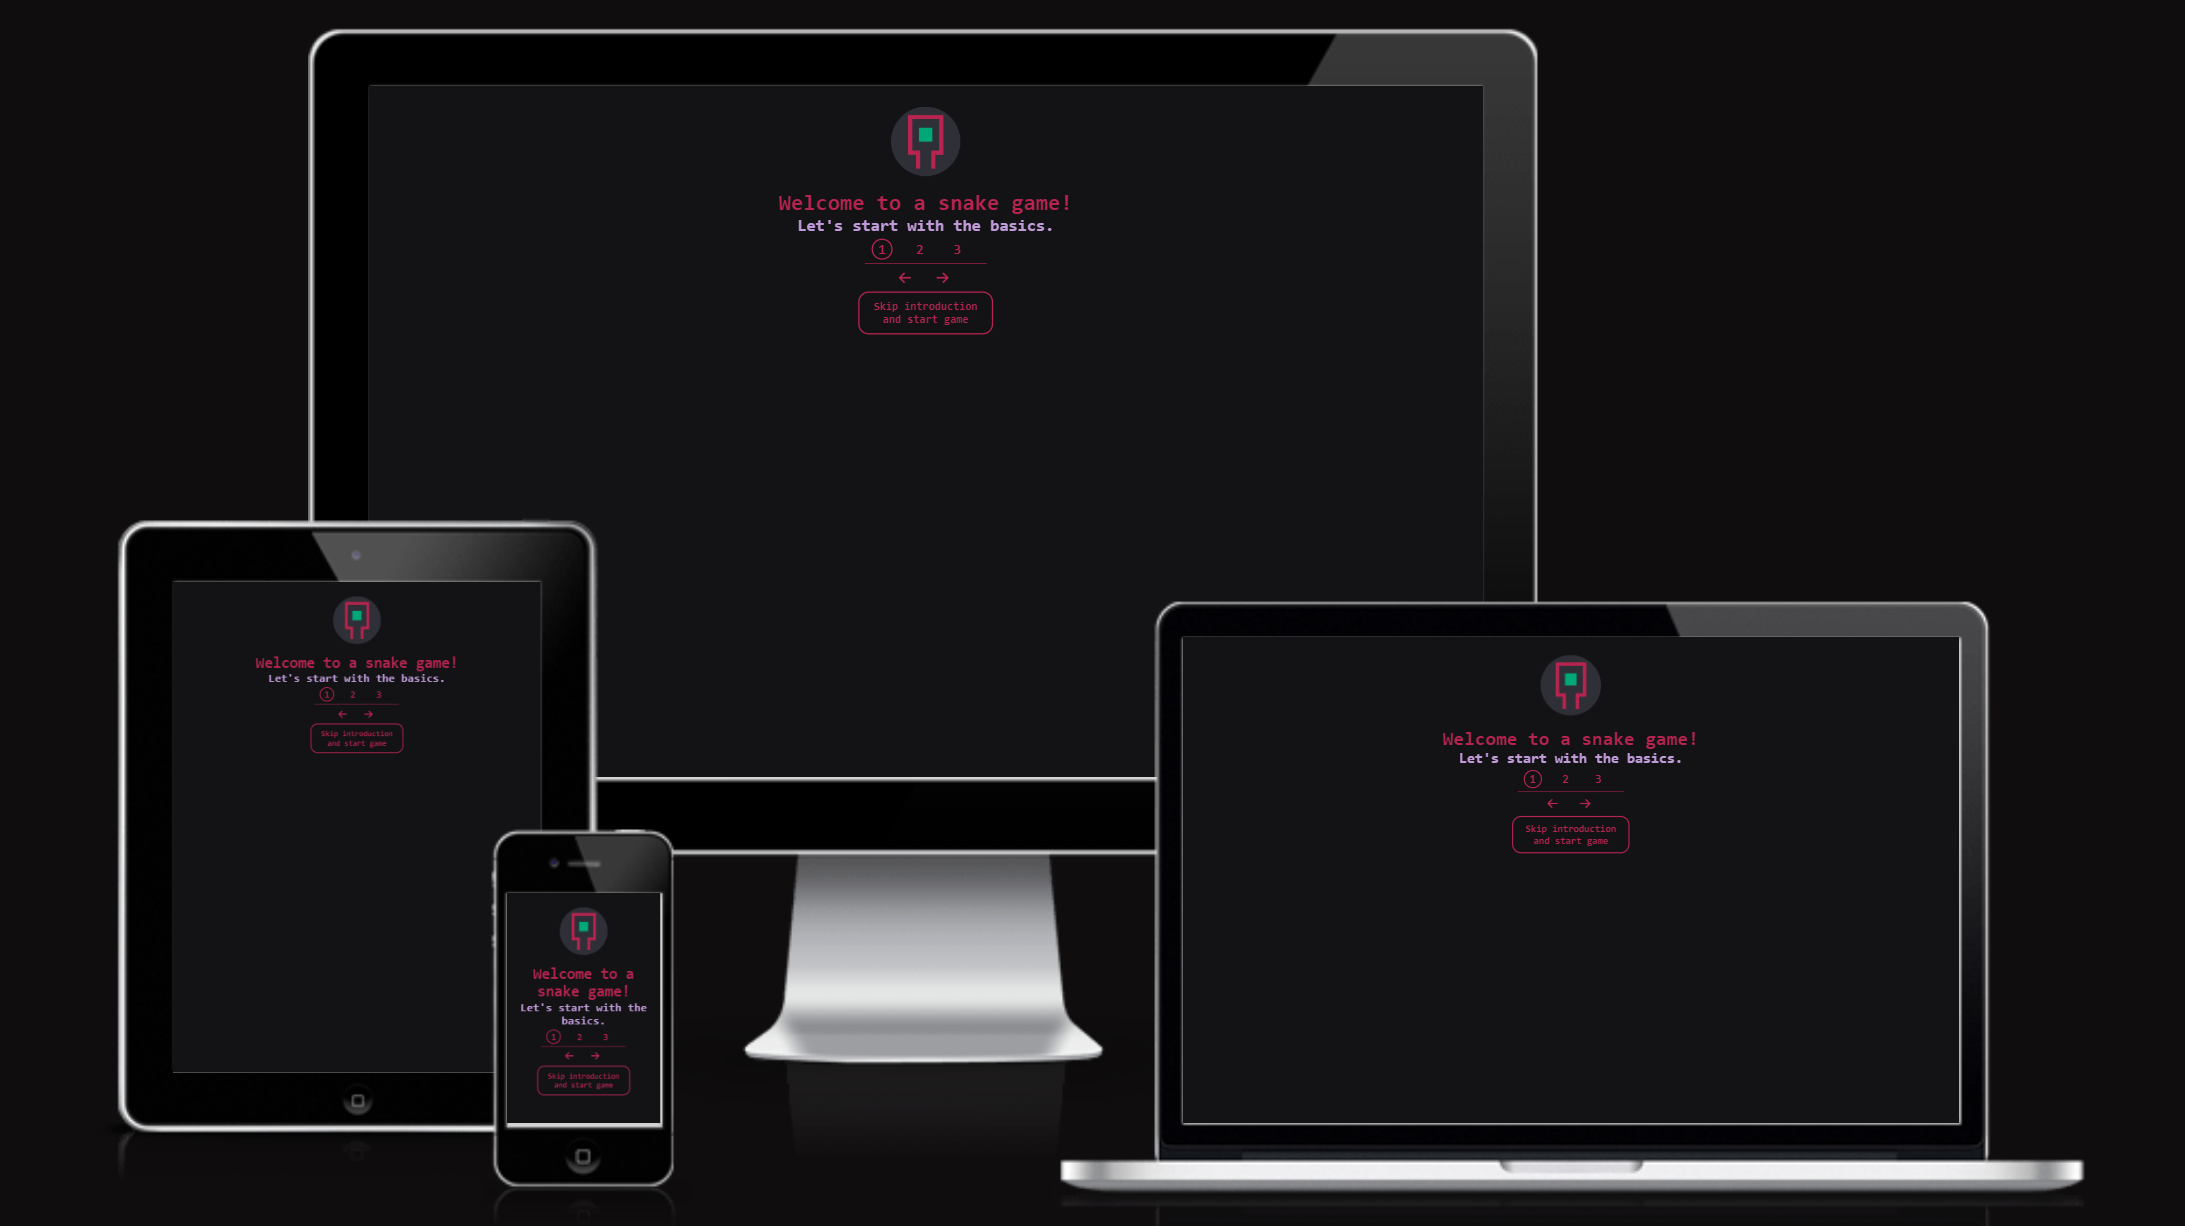 Welcome to a snake game!
Let's start with the basics.
1 2 3
← →
Skip introduction
and start game
Welcome to a snake game!
Let's start with the basics.
1 2 3
← →
Skip introduction
and start game
Welcome to a
snake game!
Let's start with the
basics.
1 2 3
← →
Skip introduction
and start game
Welcome to a snake game!
Let's start with the basics.
1 2 3
← →
Skip introduction
and start game